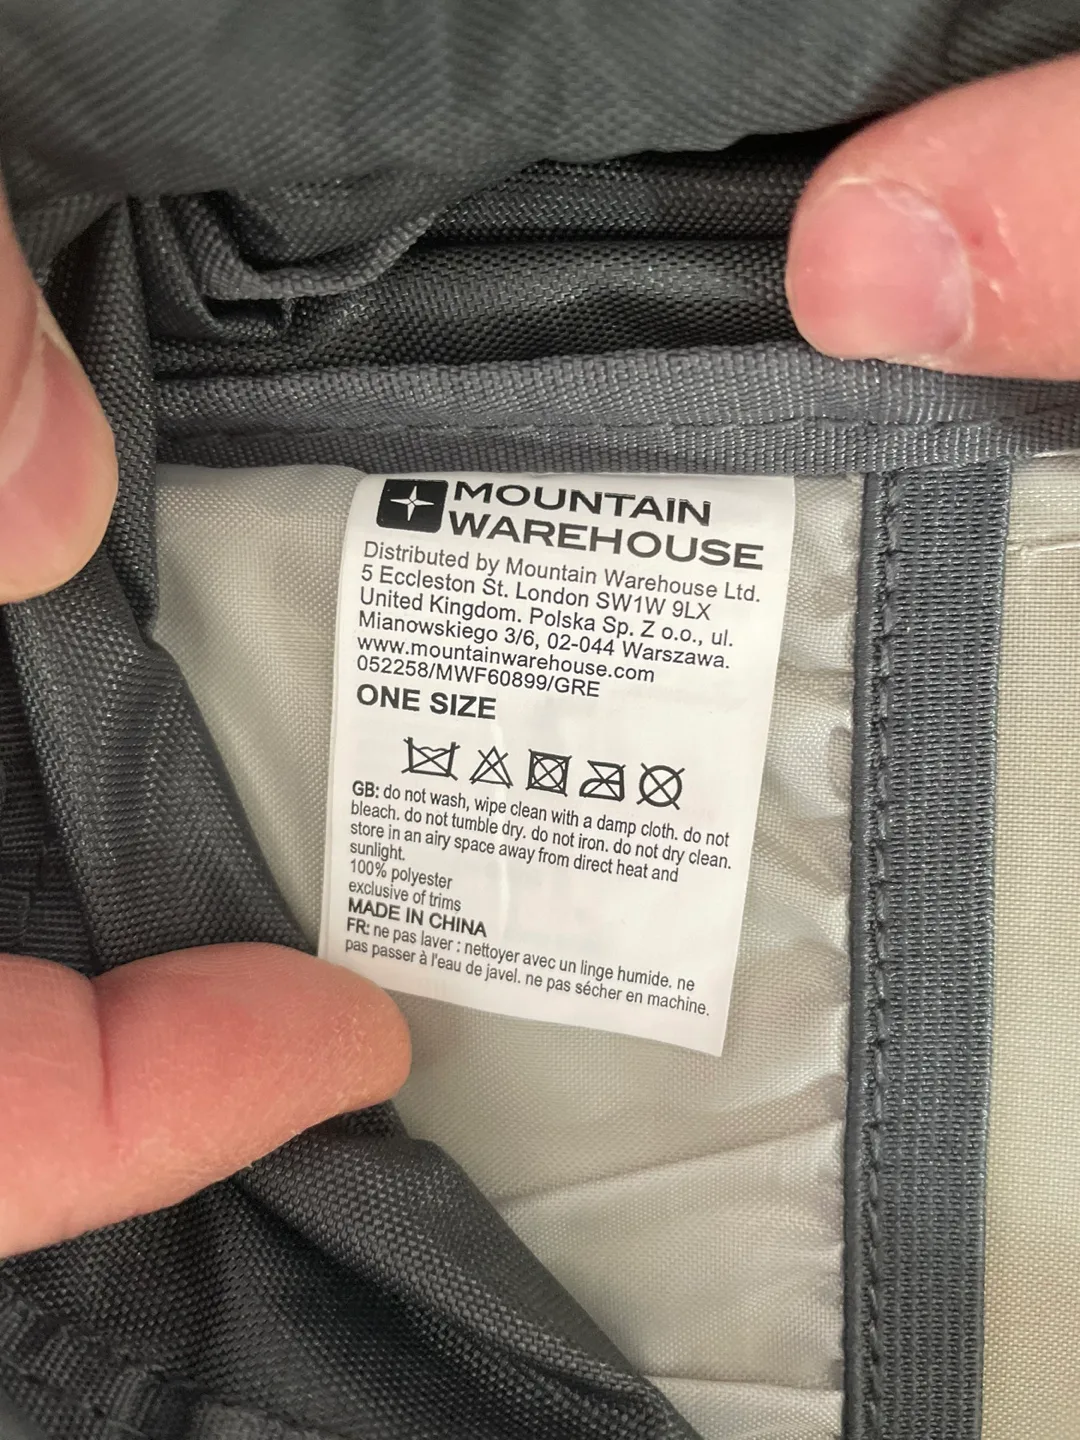 MOUNTAIN
WAREHOUSE
Distributed by Mountain Warehouse Ltd.
5 Eccleston St. London SW1W 9LX
United Kingdom. Polska Sp. Z o.o., ul.
Mianowskiego 3/6, 02-044 Warszawa.
www.mountainwarehouse.com
052258/MWF60899/GRE
ONE SIZE
GB: do not wash, wipe clean with a damp cloth. do not
bleach. do not tumble dry. do not iron. do not dry clean.
store in an airy space away from direct heat and
sunlight.
100% polyester
exclusive of trims
MADE IN CHINA
FR: ne pas laver : nettoyer avec un linge humide. ne
pas passer à l'eau de javel. ne pas sécher en machine.